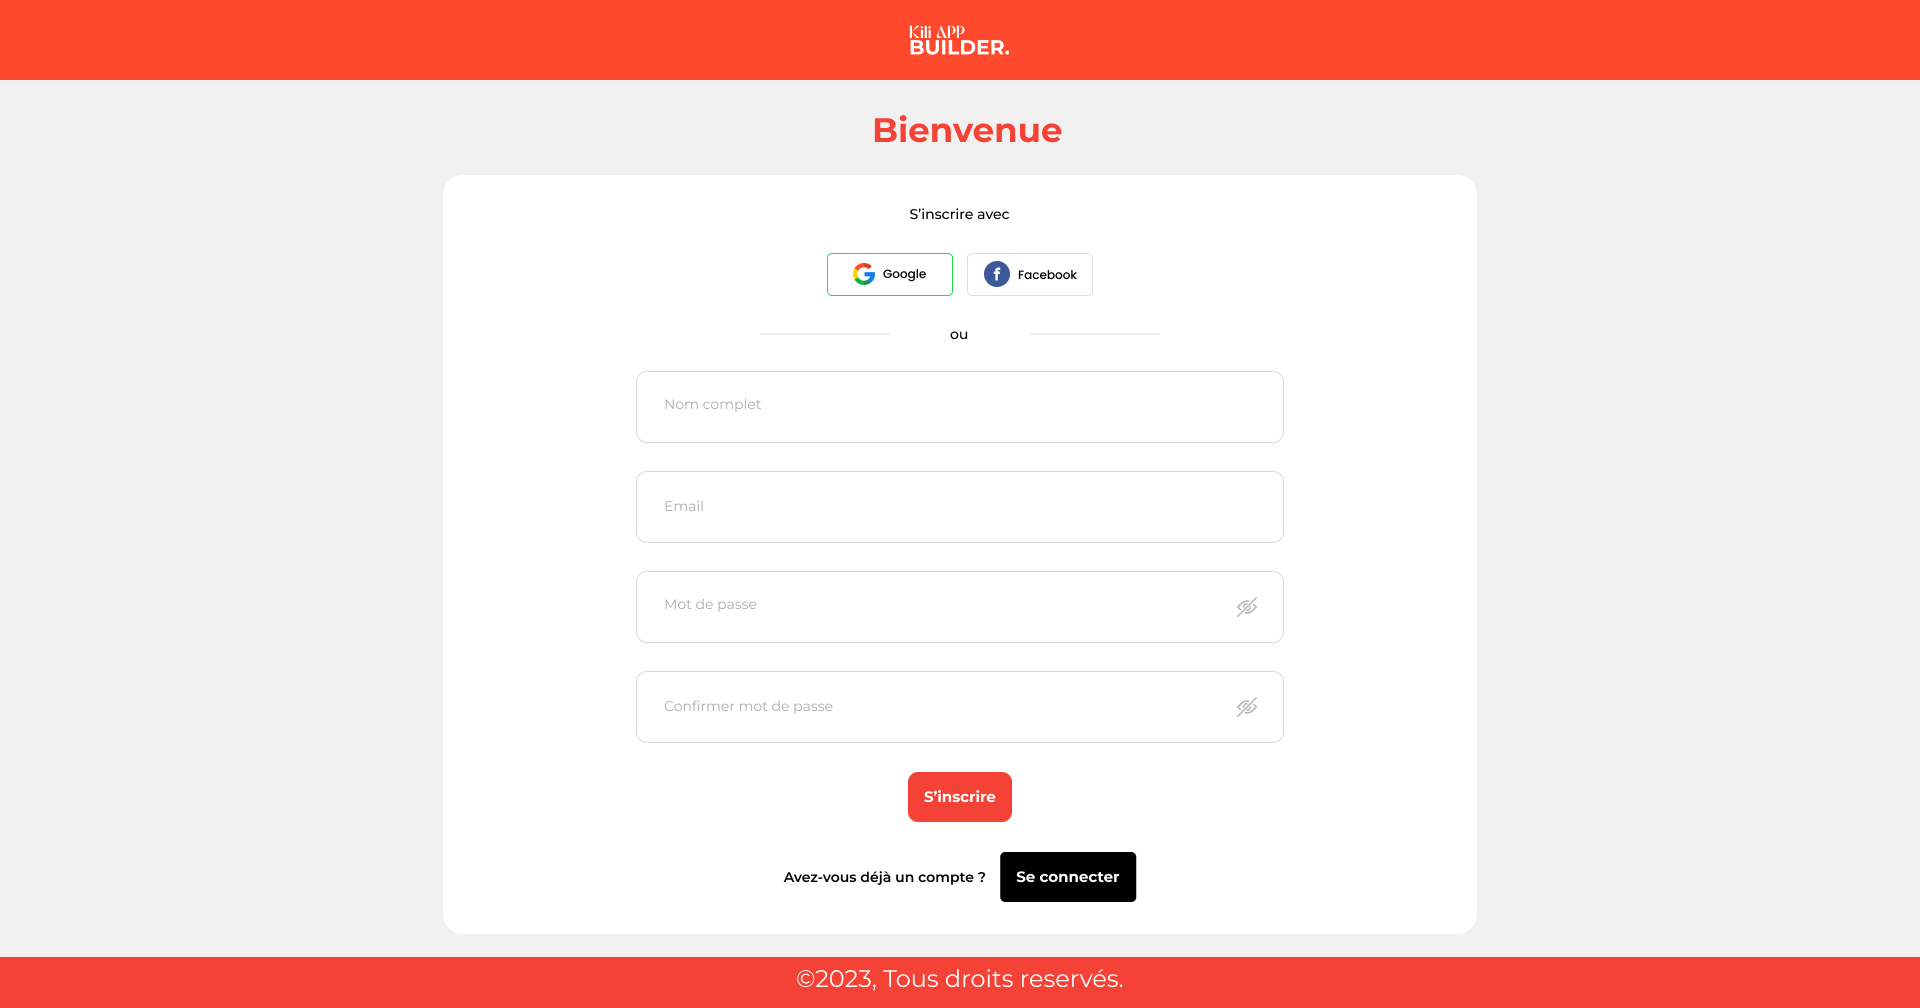 Kili APP
BUILDER.
Bienvenue
S'inscrire avec
Google
Facebook
ou
Nom complet
Email
Mot de passe
Confirmer mot de passe
S'inscrire
Avez-vous déjà un compte ?
Se connecter
©2023, Tous droits reservés.